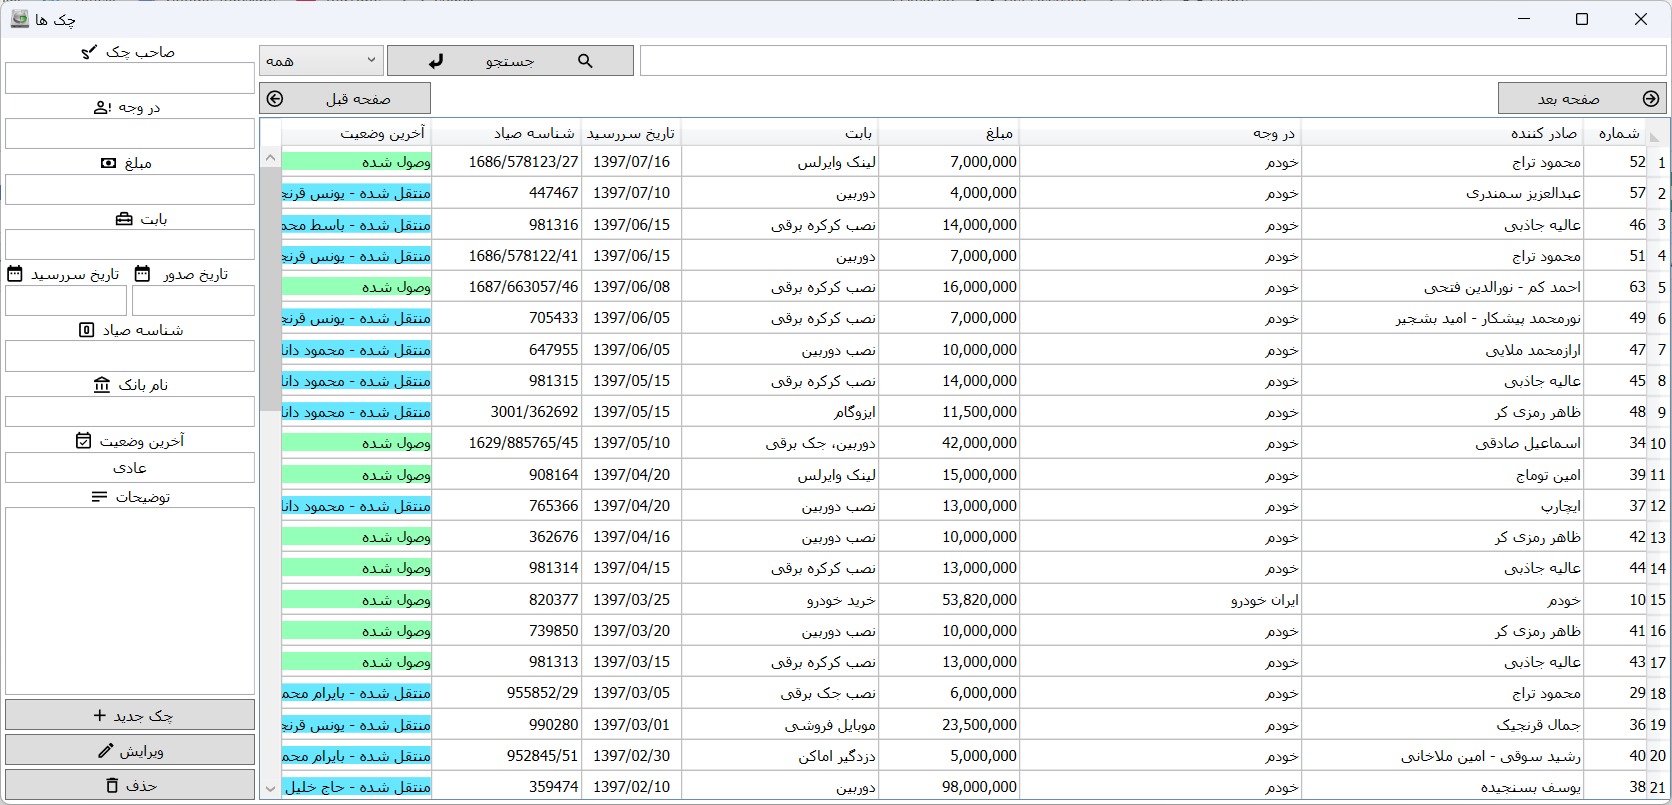 چک ها
صاحب چک
در وجه
مبلغ
بابت
تاریخ صدور تاریخ سررسید
شناسه صیاد
نام بانک
آخرین وضعیت
عادی
توضیحات
چک جدید
ویرایش
حذف
جستجو همه
صفحه بعد صفحه قبل
شماره صادر کننده در وجه مبلغ بابت تاریخ سررسید شناسه صیاد آخرین وضعیت
1 52 محمود تراج خودم 7,000,000 لینک وایرلس 1397/07/16 1686/578123/27 وصول شده
2 57 عبدالعزیز سمندری خودم 4,000,000 دوربین 1397/07/10 447467 منتقل شده - یونس قرنج
3 46 عالیه جاذبی خودم 14,000,000 نصب کرکره برقی 1397/06/15 981316 منتقل شده - باسط محم
4 51 محمود تراج خودم 7,000,000 دوربین 1397/06/15 1686/578122/41 منتقل شده - یونس قرنج
5 63 احمد کم - نورالدین فتحی خودم 16,000,000 نصب کرکره برقی 1397/06/08 1687/663057/46 وصول شده
6 49 نورمحمد پیشکار - امید بشجیر خودم 7,000,000 نصب کرکره برقی 1397/06/05 705433 منتقل شده - یونس قرنج
7 47 ارازمحمد ملایی خودم 10,000,000 نصب دوربین 1397/06/05 647955 منتقل شده - محمود دانا
8 45 عالیه جاذبی خودم 14,000,000 نصب کرکره برقی 1397/05/15 981315 منتقل شده - محمود دانا
9 48 ظاهر رمزی کر خودم 11,500,000 ایزوگام 1397/05/15 3001/362692 منتقل شده - محمود دانا
10 34 اسماعیل صادقی خودم 42,000,000 دوربین، جک برقی 1397/05/10 1629/885765/45 وصول شده
11 39 امین توماج خودم 15,000,000 لینک وایرلس 1397/04/20 908164 وصول شده
12 37 ایچارپ خودم 13,000,000 نصب دوربین 1397/04/20 765366 منتقل شده - محمود دانا
13 42 ظاهر رمزی کر خودم 10,000,000 نصب دوربین 1397/04/16 362676 وصول شده
14 44 عالیه جاذبی خودم 13,000,000 نصب کرکره برقی 1397/04/15 981314 وصول شده
15 10 خودم ایران خودرو 53,820,000 خرید خودرو 1397/03/25 820377 وصول شده
16 41 ظاهر رمزی کر خودم 10,000,000 نصب دوربین 1397/03/20 739850 وصول شده
17 43 عالیه جاذبی خودم 13,000,000 نصب کرکره برقی 1397/03/15 981313 وصول شده
18 29 محمود تراج خودم 6,000,000 نصب جک برقی 1397/03/05 955852/29 منتقل شده - بایرام محم
19 36 جمال قرنجیک خودم 23,500,000 موبایل فروشی 1397/03/01 990280 منتقل شده - یونس قرنج
20 40 رشید سوقی - امین ملاخانی خودم 5,000,000 دزدگیر اماکن 1397/02/30 952845/51 منتقل شده - بایرام محم
21 38 یوسف بسنجیده خودم 98,000,000 دوربین 1397/02/10 359474 منتقل شده - حاج خلیل